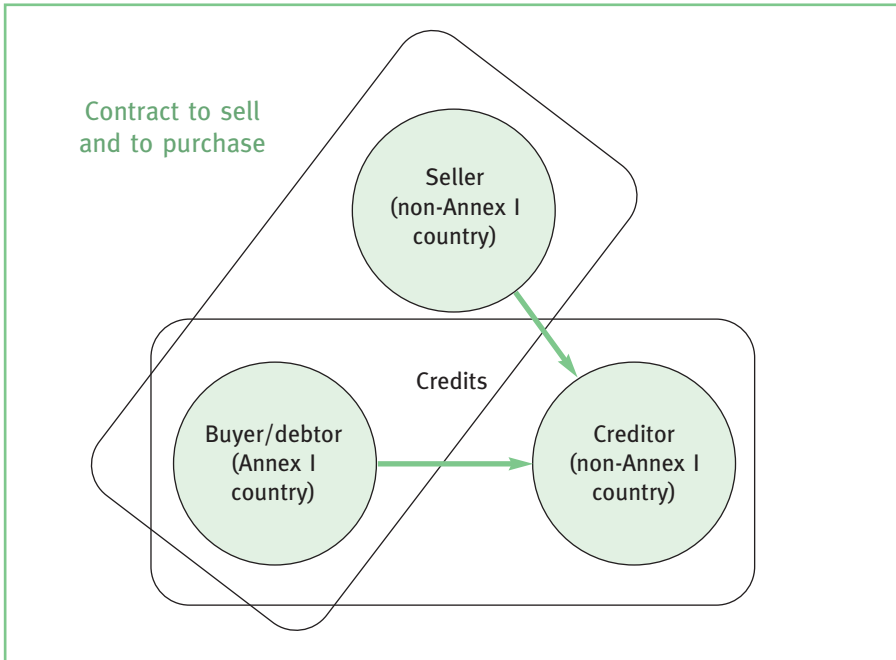 Contract to sell
and to purchase
Seller
(non-Annex I
country)
Credits
Buyer/debtor
(Annex I
country)
Creditor
(non-Annex I
country)